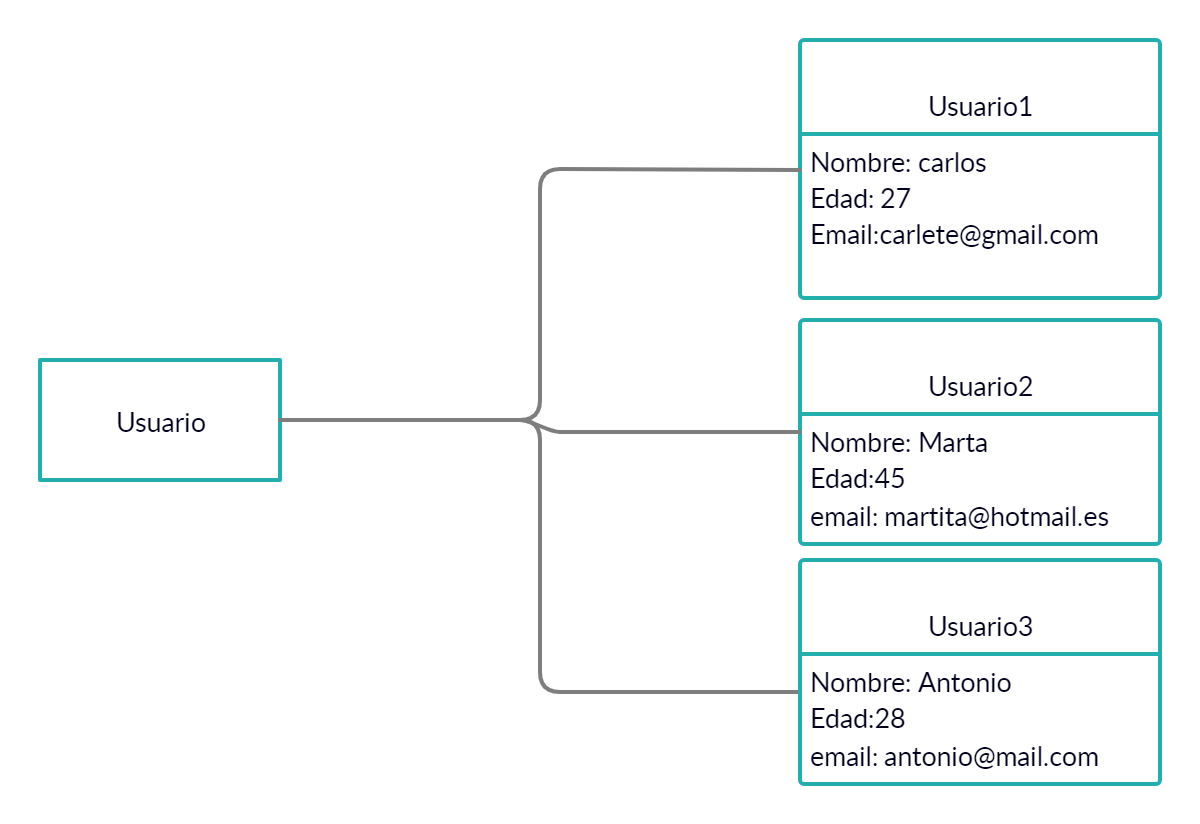 Usuario
Usuario1
Nombre: carlos
Edad: 27
Email:carlete@gmail.com
Usuario2
Nombre: Marta
Edad:45
email: martita@hotmail.es
Usuario3
Nombre: Antonio
Edad:28
email: antonio@mail.com